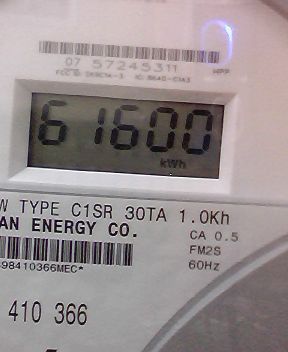 07 57245311
61600
kWh
W TYPE C1SR 30TA 1.0Kh
AN ENERGY CO.
CA 0.5
FM2S
60Hz
98410366MEC*
410 366